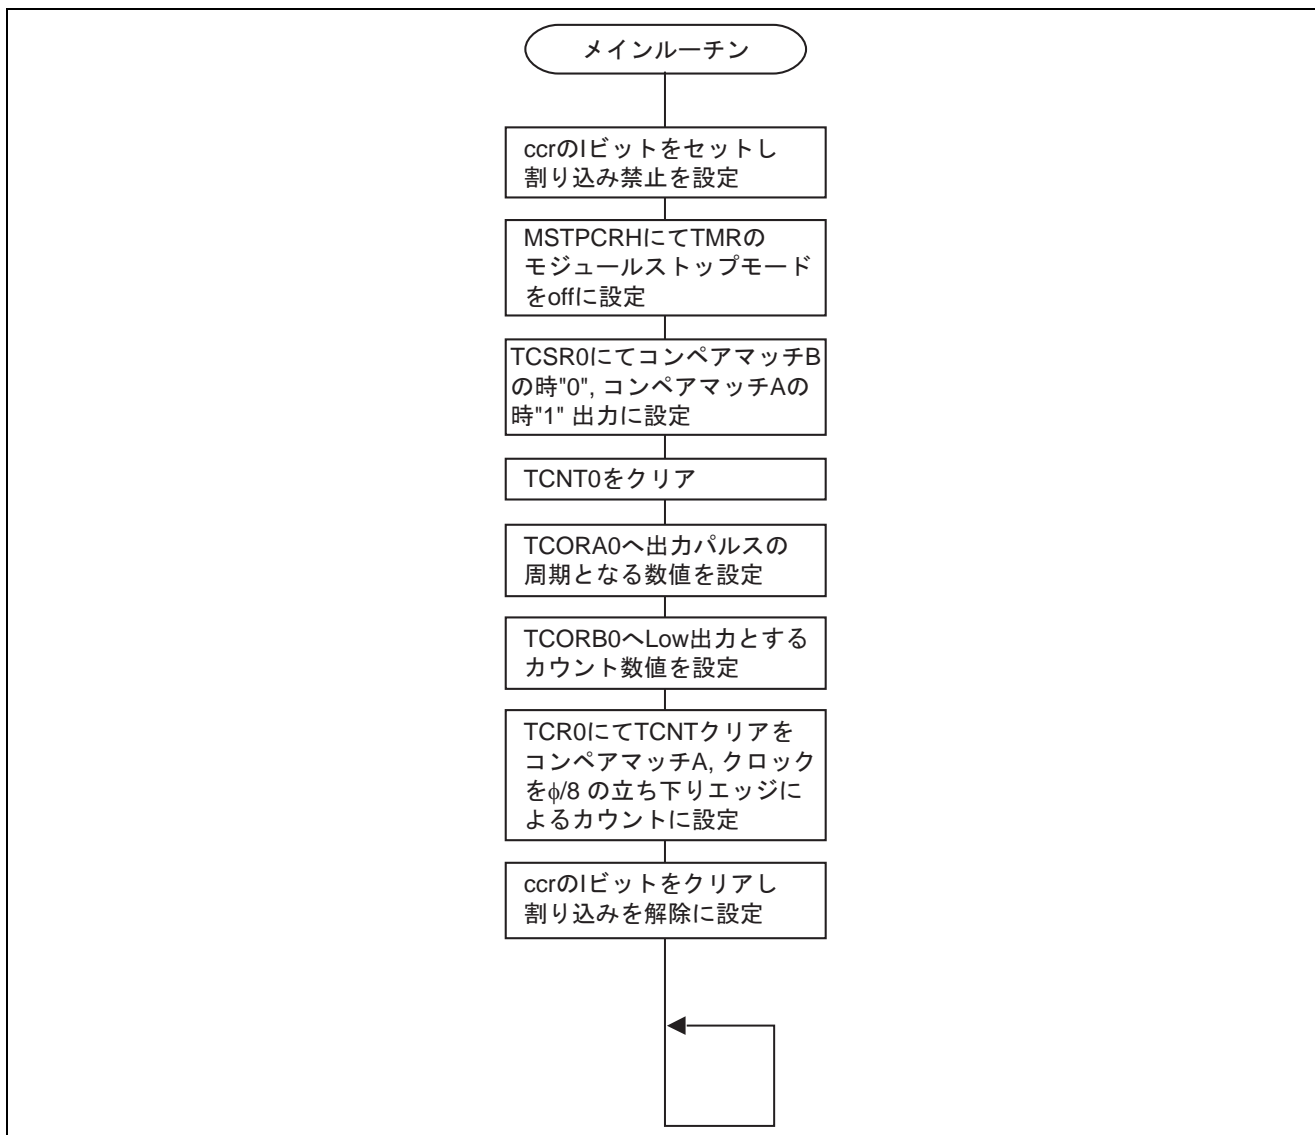 メインルーチン
ccrのIビットをセットし
割り込み禁止を設定
MSTPCRHにてTMRの
モジュールストップモード
をoffに設定
TCSR0にてコンペアマッチB
の時"0", コンペアマッチAの
時"1" 出力に設定
TCNT0をクリア
TCORA0へ出力パルスの
周期となる数値を設定
TCORB0へLow出力とする
カウント数値を設定
TCR0にてTCNTクリアを
コンペアマッチA, クロック
をφ/8 の立ち下りエッジに
よるカウントに設定
ccrのIビットをクリアし
割り込みを解除に設定